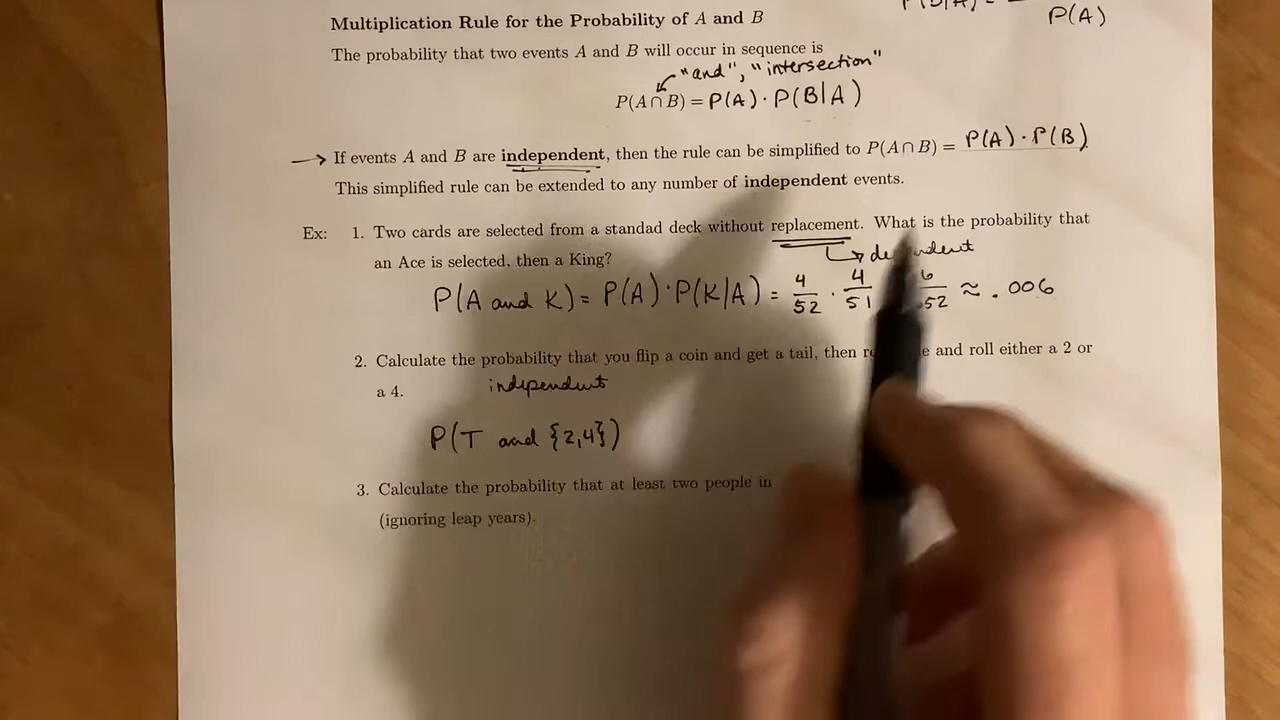 Multiplication Rule for the Probability of A and B
P(A)
The probability that two events A and B will occur in sequence is
"and", "intersection"
P(A∩B) = P(A)·P(B|A)
If events A and B are independent, then the rule can be simplified to P(A∩B) = P(A)·P(B)
This simplified rule can be extended to any number of independent events.
Ex: 1. Two cards are selected from a standad deck without replacement. What is the probability that
an Ace is selected, then a King?
P(A and K) = P(A)·P(K|A) = 4/52 · 4/51 ≈ .006
2. Calculate the probability that you flip a coin and get a tail, then and roll either a 2 or
a 4.
independent
P(T and {2,4})
3. Calculate the probability that at least two people in
(ignoring leap years).